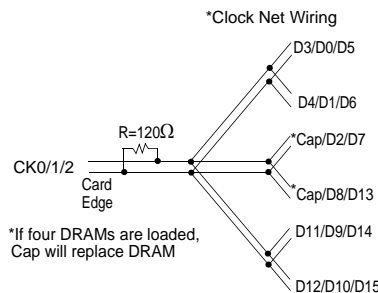 *Clock Net Wiring
D3/D0/D5
D4/D1/D6
R=120Ω
*Cap/D2/D7
CK0/1/2
Card
Edge
*Cap/D8/D13
*If four DRAMs are loaded,
Cap will replace DRAM
D11/D9/D14
D12/D10/D15